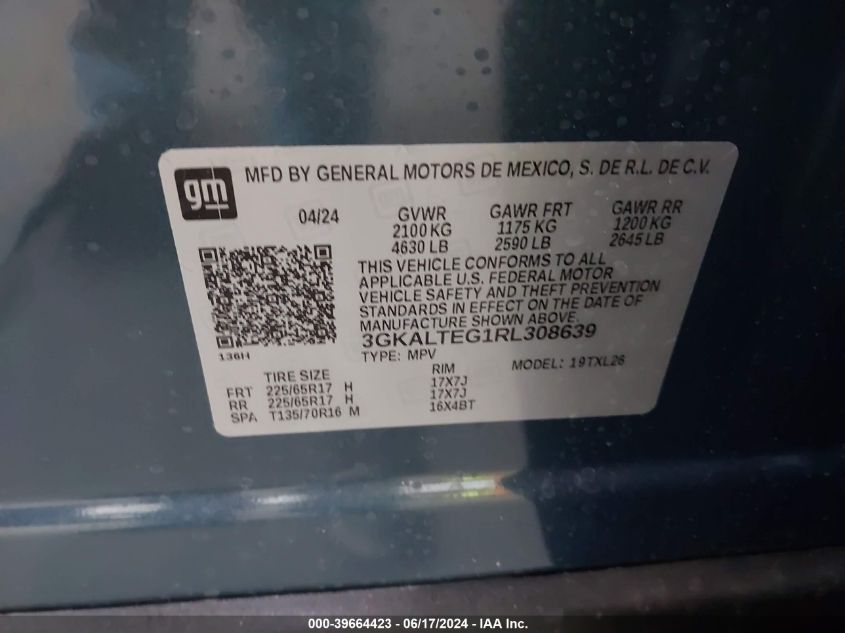 gm
MFD BY GENERAL MOTORS DE MEXICO, S. DE R.L. DE C.V.
04/24 GVWR GAWR FRT GAWR RR
2100 KG 1175 KG 1200 KG
4630 LB 2590 LB 2645 LB
THIS VEHICLE CONFORMS TO ALL
APPLICABLE U.S. FEDERAL MOTOR
VEHICLE SAFETY AND THEFT PREVENTION
STANDARDS IN EFFECT ON THE DATE OF
MANUFACTURE SHOWN ABOVE.
3GKALTEG1RL308639
136H
TYPE: MPV MODEL: 19TXL26
TIRE SIZE RIM
FRT 225/65R17 H 17X7J
RR 225/65R17 H 17X7J
SPA T135/70R16 M 16X4BT
000-39664423 - 06/17/2024 - IAA Inc.